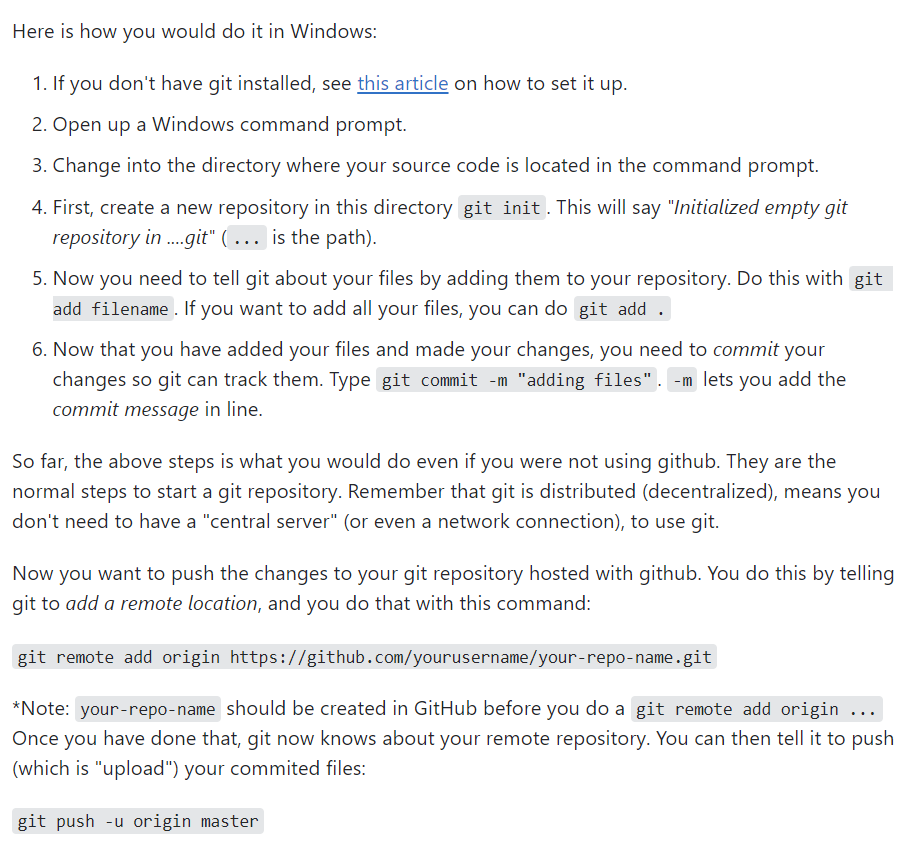 Here is how you would do it in Windows:
1. If you don't have git installed, see this article on how to set it up.
2. Open up a Windows command prompt.
3. Change into the directory where your source code is located in the command prompt.
4. First, create a new repository in this directory git init. This will say "Initialized empty git
repository in ....git" (... is the path).
5. Now you need to tell git about your files by adding them to your repository. Do this with git
add filename. If you want to add all your files, you can do git add .
6. Now that you have added your files and made your changes, you need to commit your
changes so git can track them. Type git commit -m "adding files". -m lets you add the
commit message in line.
So far, the above steps is what you would do even if you were not using github. They are the
normal steps to start a git repository. Remember that git is distributed (decentralized), means you
don't need to have a "central server" (or even a network connection), to use git.
Now you want to push the changes to your git repository hosted with github. You do this by telling
git to add a remote location, and you do that with this command:
git remote add origin https://github.com/yourusername/your-repo-name.git
*Note: your-repo-name should be created in GitHub before you do a git remote add origin ...
Once you have done that, git now knows about your remote repository. You can then tell it to push
(which is "upload") your commited files:
git push -u origin master